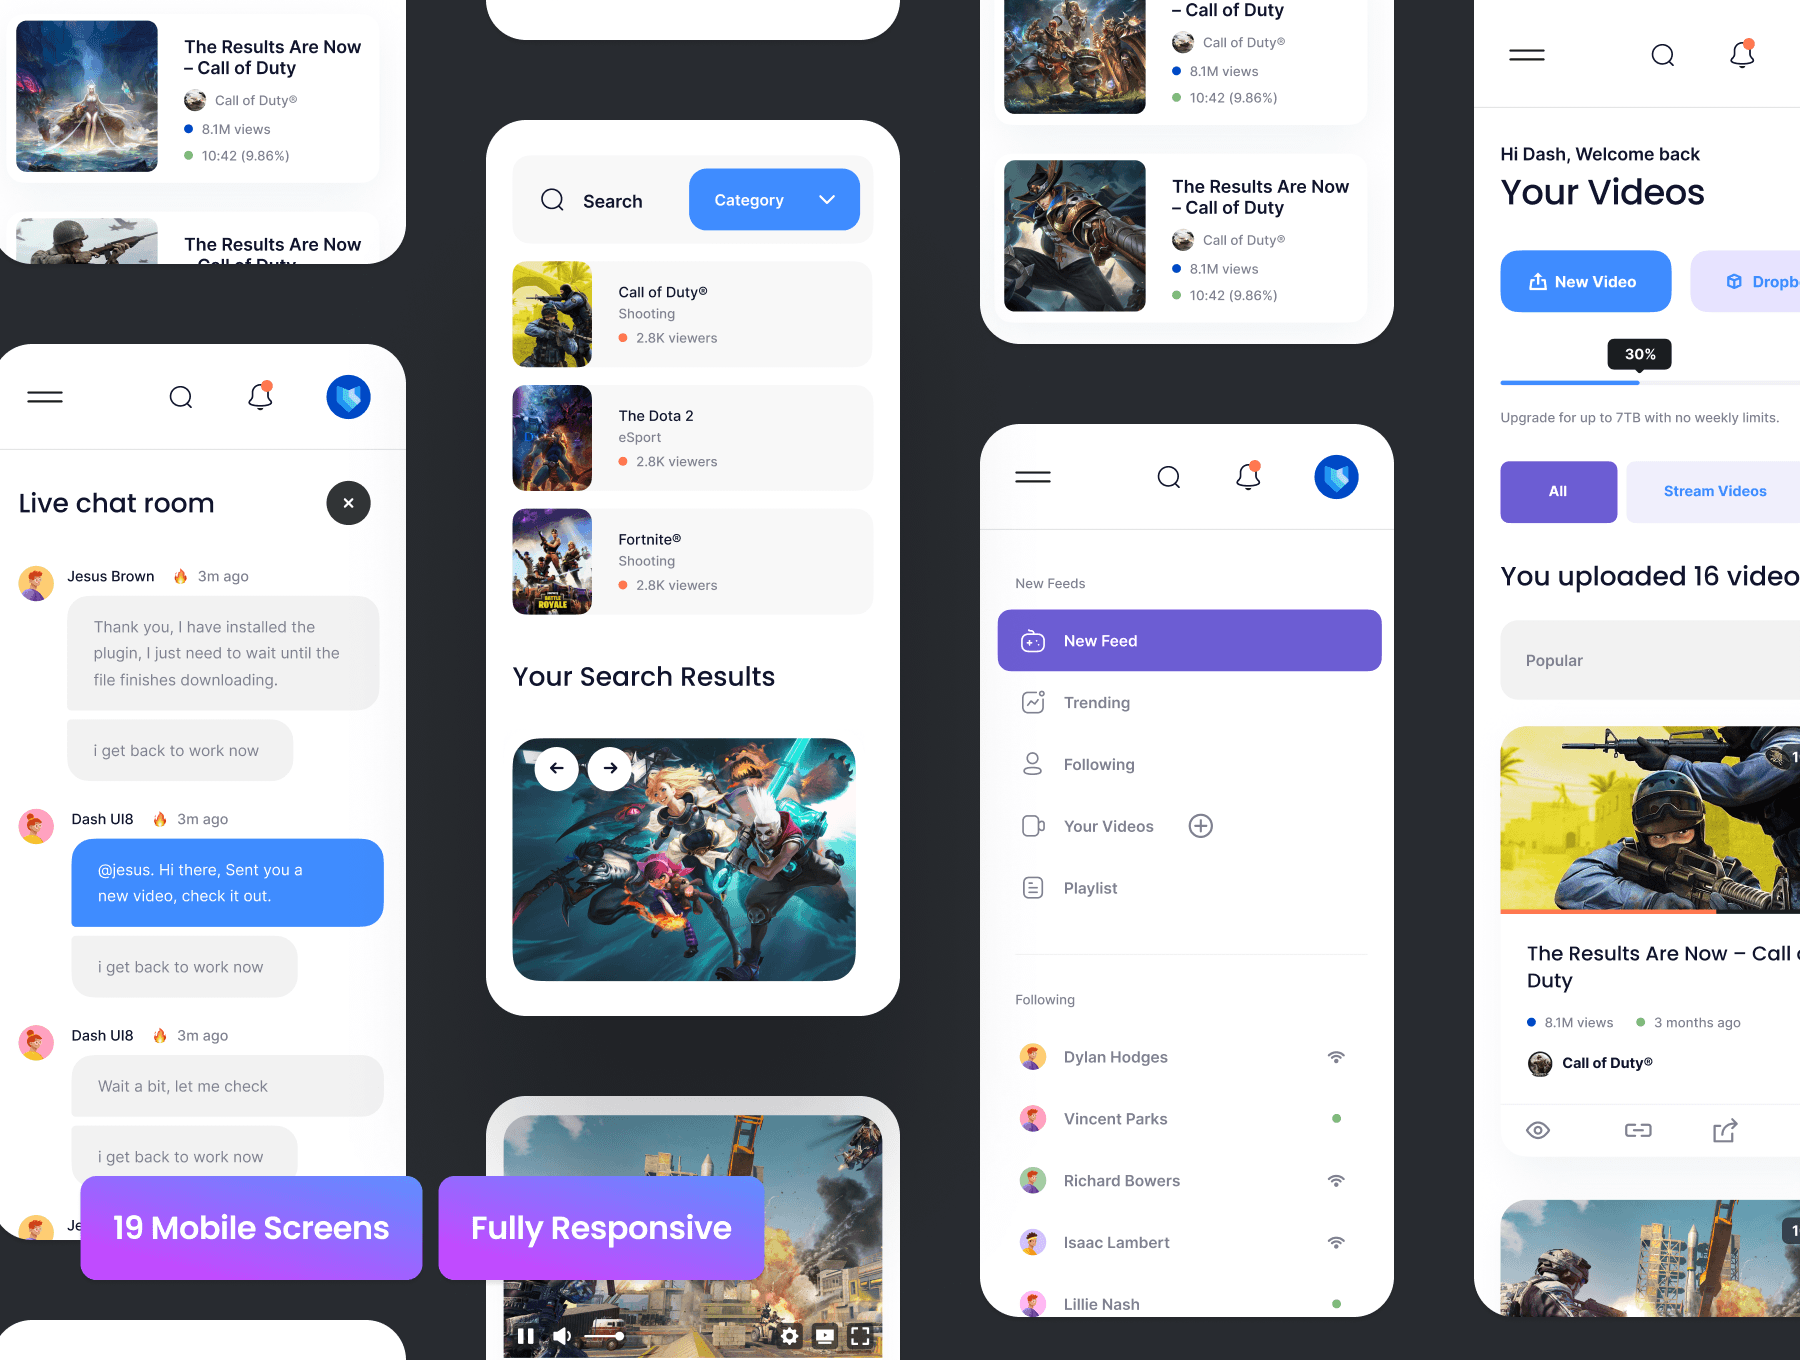 The Results Are Now
– Call of Duty
Call of Duty®
8.1M views
10:42 (9.86%)
The Results Are Now
– Call of Duty
Live chat room
Jesus Brown 3m ago
Thank you, I have installed the
plugin, I just need to wait until the
file finishes downloading.
i get back to work now
Dash UI8 3m ago
@jesus. Hi there, Sent you a
new video, check it out.
i get back to work now
Dash UI8 3m ago
Wait a bit, let me check
i get back to work now
Je
19 Mobile Screens
Fully Responsive
Search
Category
Call of Duty®
Shooting
2.8K viewers
The Dota 2
eSport
2.8K viewers
Fortnite®
Shooting
2.8K viewers
BATTLE
ROYALE
Your Search Results
– Call of Duty
Call of Duty®
8.1M views
10:42 (9.86%)
The Results Are Now
– Call of Duty
Call of Duty®
8.1M views
10:42 (9.86%)
New Feeds
New Feed
Trending
Following
Your Videos
Playlist
Following
Dylan Hodges
Vincent Parks
Richard Bowers
Isaac Lambert
Lillie Nash
Hi Dash, Welcome back
Your Videos
New Video
Dropb
30%
Upgrade for up to 7TB with no weekly limits.
All
Stream Videos
You uploaded 16 video
Popular
1
The Results Are Now – Call
Duty
8.1M views
3 months ago
Call of Duty®
1